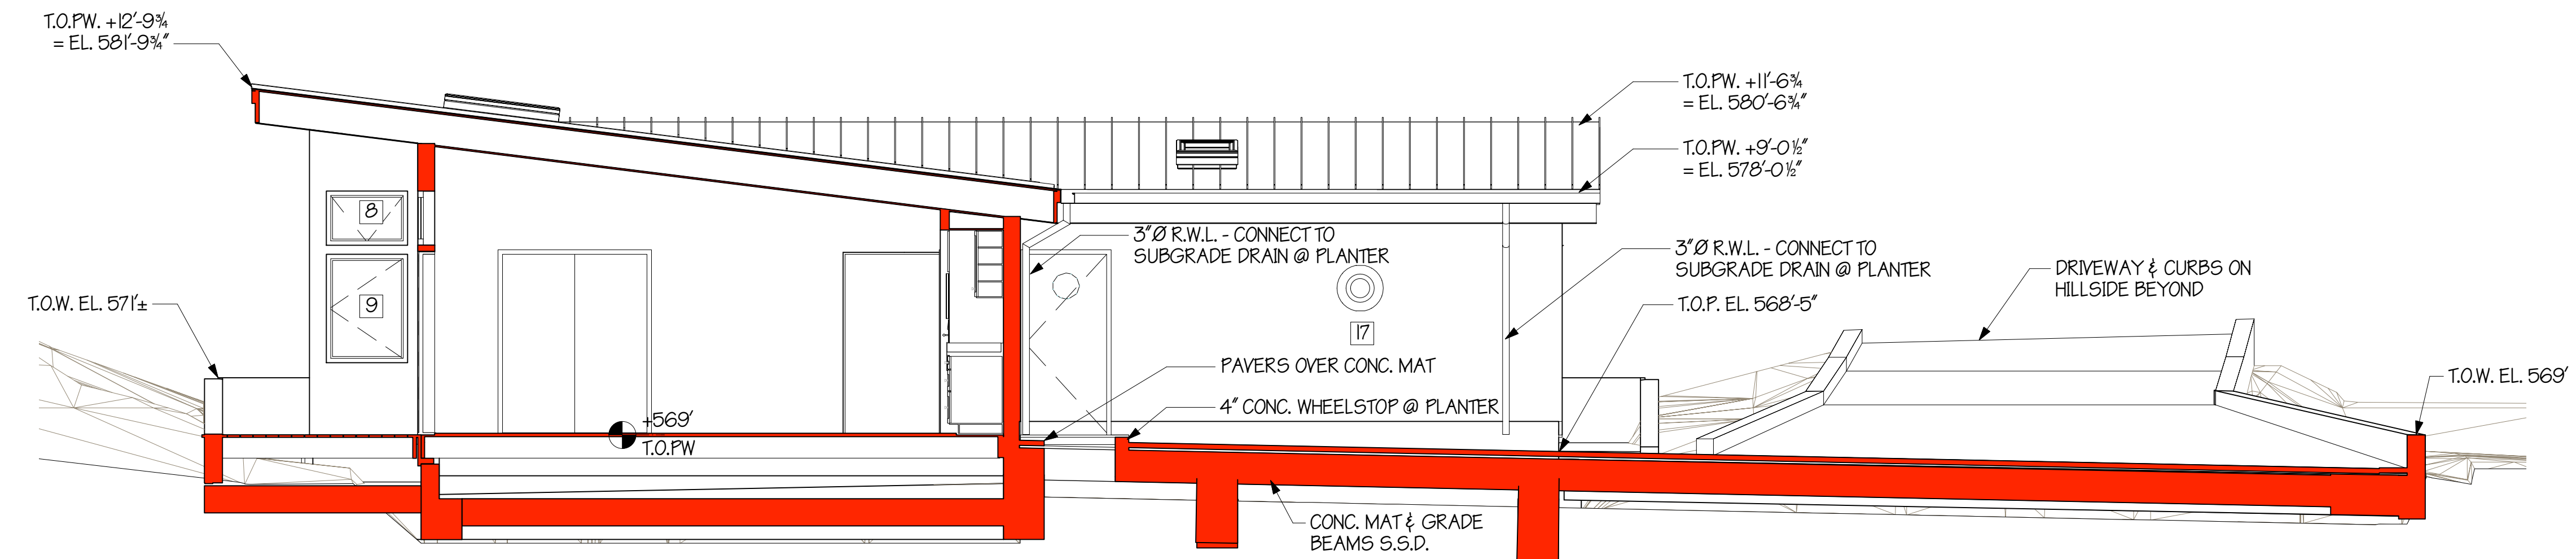 T.O.PW. +12'-9¾
= EL. 581'-9¾"
T.O.PW. +11'-6¾
= EL. 580'-6¾"
T.O.PW. +9'-0½"
= EL. 578'-0½"
8
9
3"Ø R.W.L. - CONNECT TO
SUBGRADE DRAIN @ PLANTER
3"Ø R.W.L. - CONNECT TO
SUBGRADE DRAIN @ PLANTER
DRIVEWAY & CURBS ON
HILLSIDE BEYOND
T.O.W. EL. 571'±
T.O.P. EL. 568'-5"
17
PAVERS OVER CONC. MAT
T.O.W. EL. 569'
4" CONC. WHEELSTOP @ PLANTER
+569'
T.O.PW
CONC. MAT & GRADE
BEAMS S.S.D.